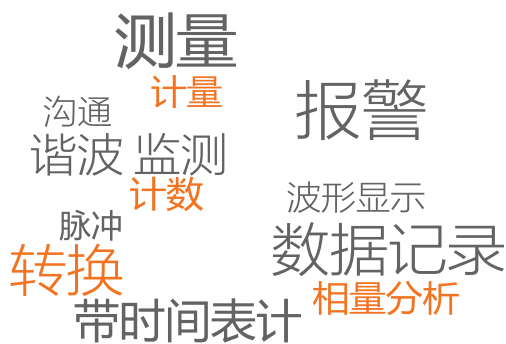 测量
计量
报警
沟通
谐波 监测
计数
波形显示
脉冲
数据记录
转换
相量分析
带时间表计